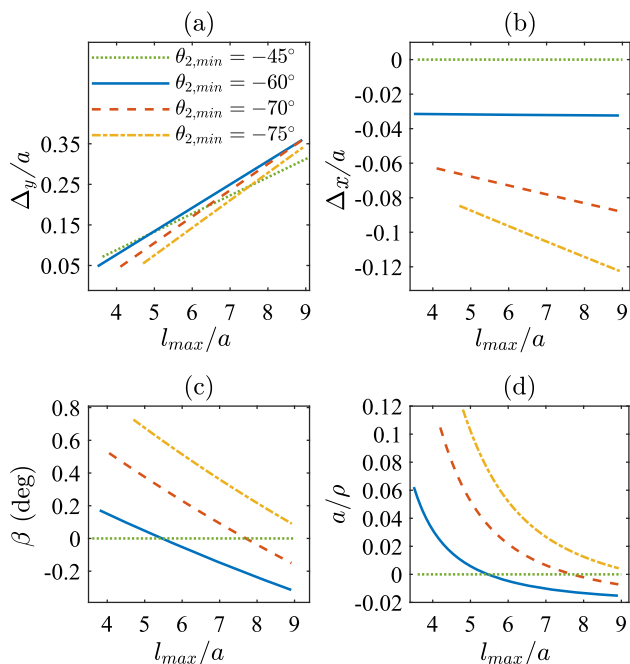 (a)
θ2,min = −45°
θ2,min = −60°
θ2,min = −70°
θ2,min = −75°
0.35
0.25
0.15
0.05
Δy/a
4 5 6 7 8 9
lmax/a
(b)
0
-0.02
-0.04
-0.06
-0.08
-0.1
-0.12
Δx/a
4 5 6 7 8 9
lmax/a
(c)
0.8
0.6
0.4
0.2
0
-0.2
β (deg)
4 5 6 7 8 9
lmax/a
(d)
0.12
0.1
0.08
0.06
0.04
0.02
0
-0.02
a/ρ
4 5 6 7 8 9
lmax/a